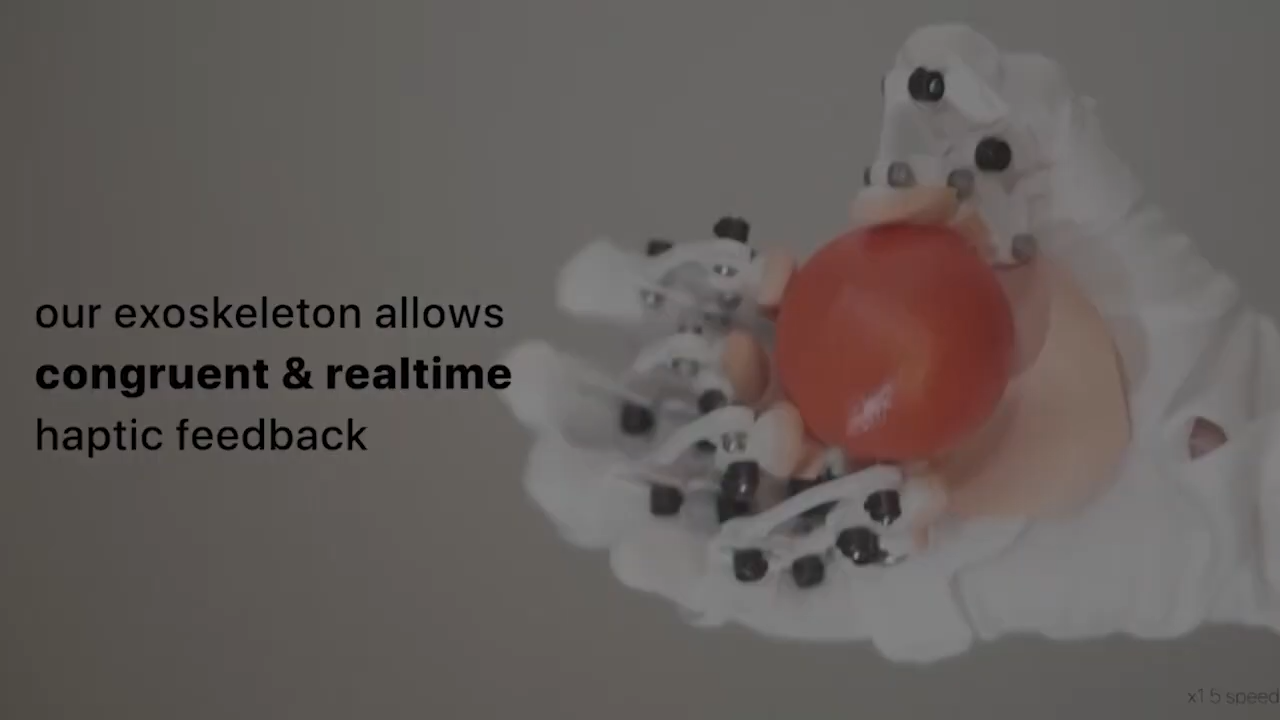 our exoskeleton allows
congruent & realtime
haptic feedback
x1.5 speed